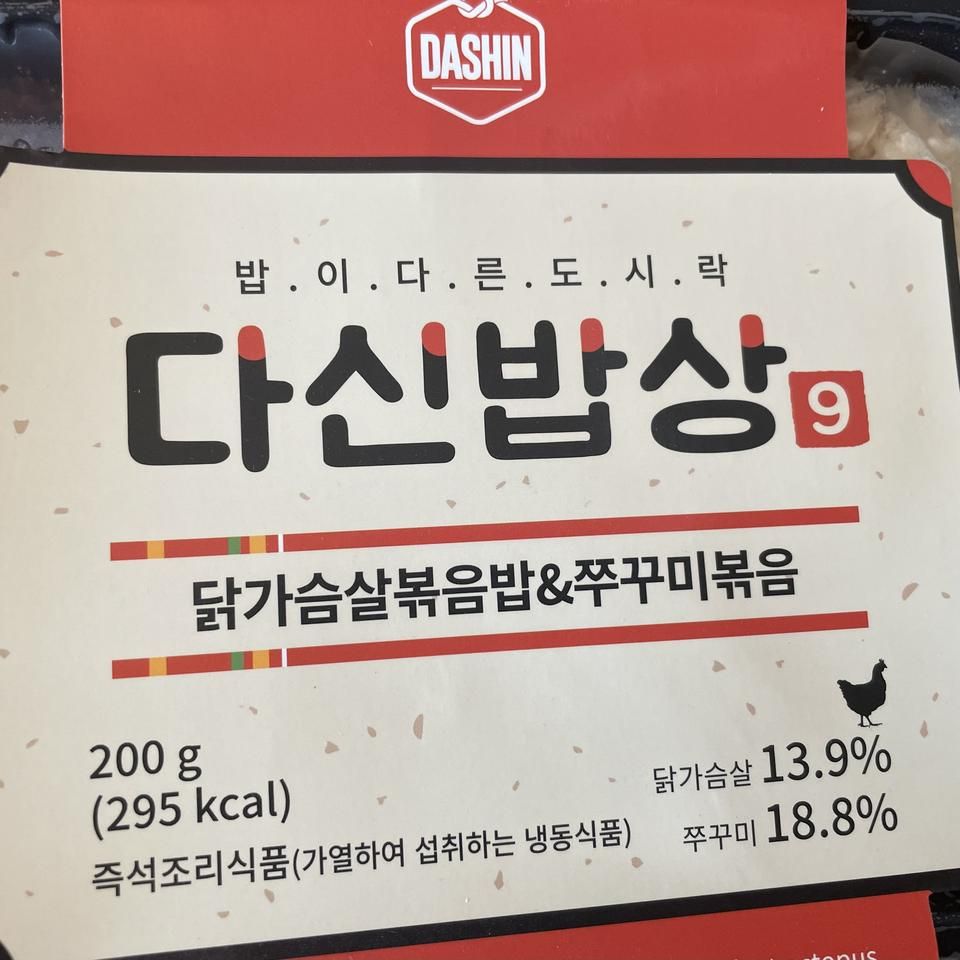 DASHIN
밥.이.다.른.도.시.락
다신밥상 9
닭가슴살볶음밥&쭈꾸미볶음
200 g
(295 kcal)
즉석조리식품(가열하여 섭취하는 냉동식품)
닭가슴살 13.9%
쭈꾸미 18.8%